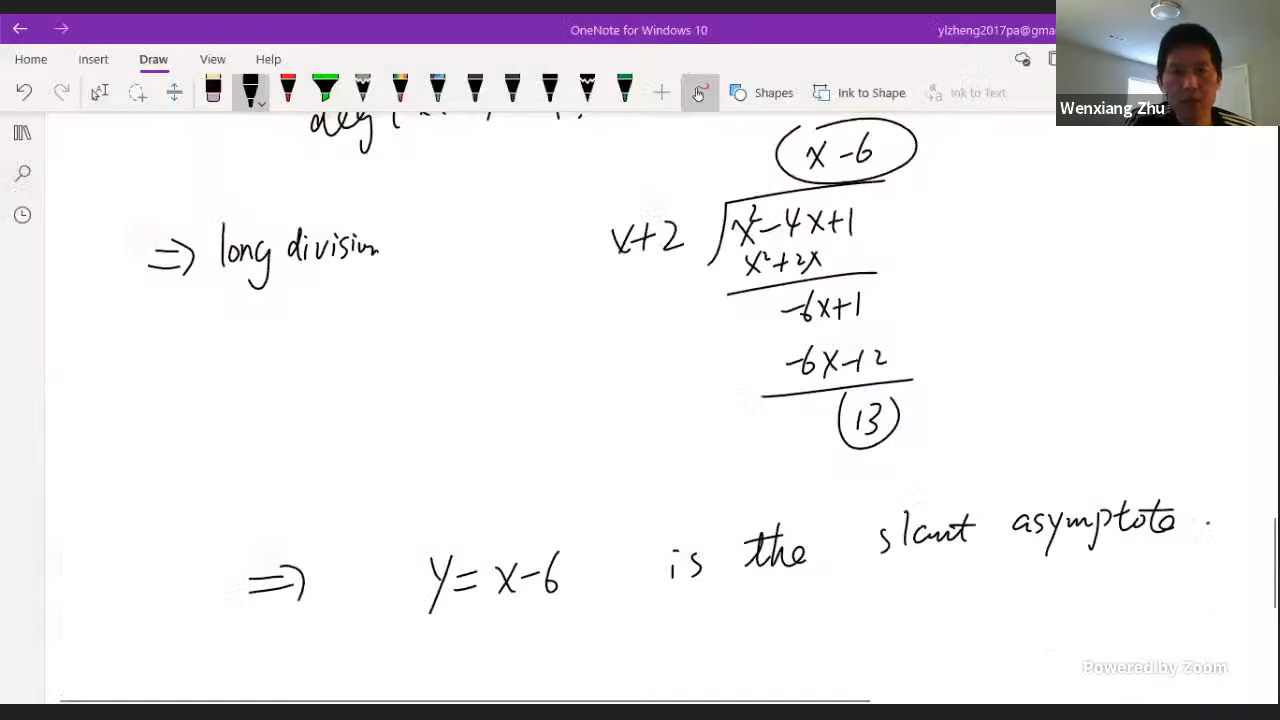 OneNote for Windows 10
ylzheng2017pa@gma
Home Insert Draw View Help
Shapes Ink to Shape Ink to Text
Wenxiang Zhu
deg(
x-6
⇒ long division
x+2 x²-4x+1
x²+2x
-6x+1
-6x-12
13
⇒ y=x-6 is the slant asymptote.
Powered by Zoom